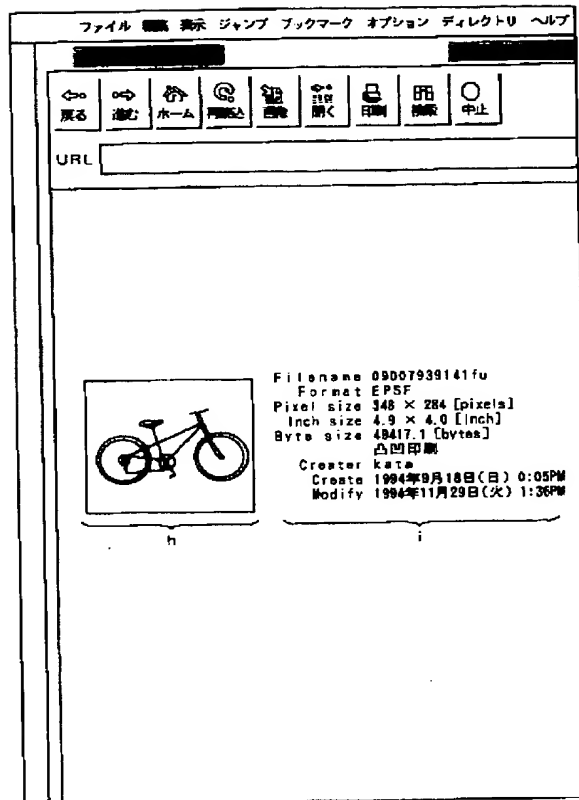 ファイル 編集 表示 ジャンプ ブックマーク オプション ディレクトリ ヘルプ
戻る 進む ホーム 再読込 画像 開く 印刷 検索 中止
URL
Filename 09007939141fu
Format EPSF
Pixel size 348 × 284 [pixels]
Inch size 4.9 × 4.0 [inch]
Byte size 49417.1 [bytes]
凸凹印刷
Creater kata
Create 1994年9月18日(日) 0:05PM
Modify 1994年11月29日(火) 1:36PM
h i